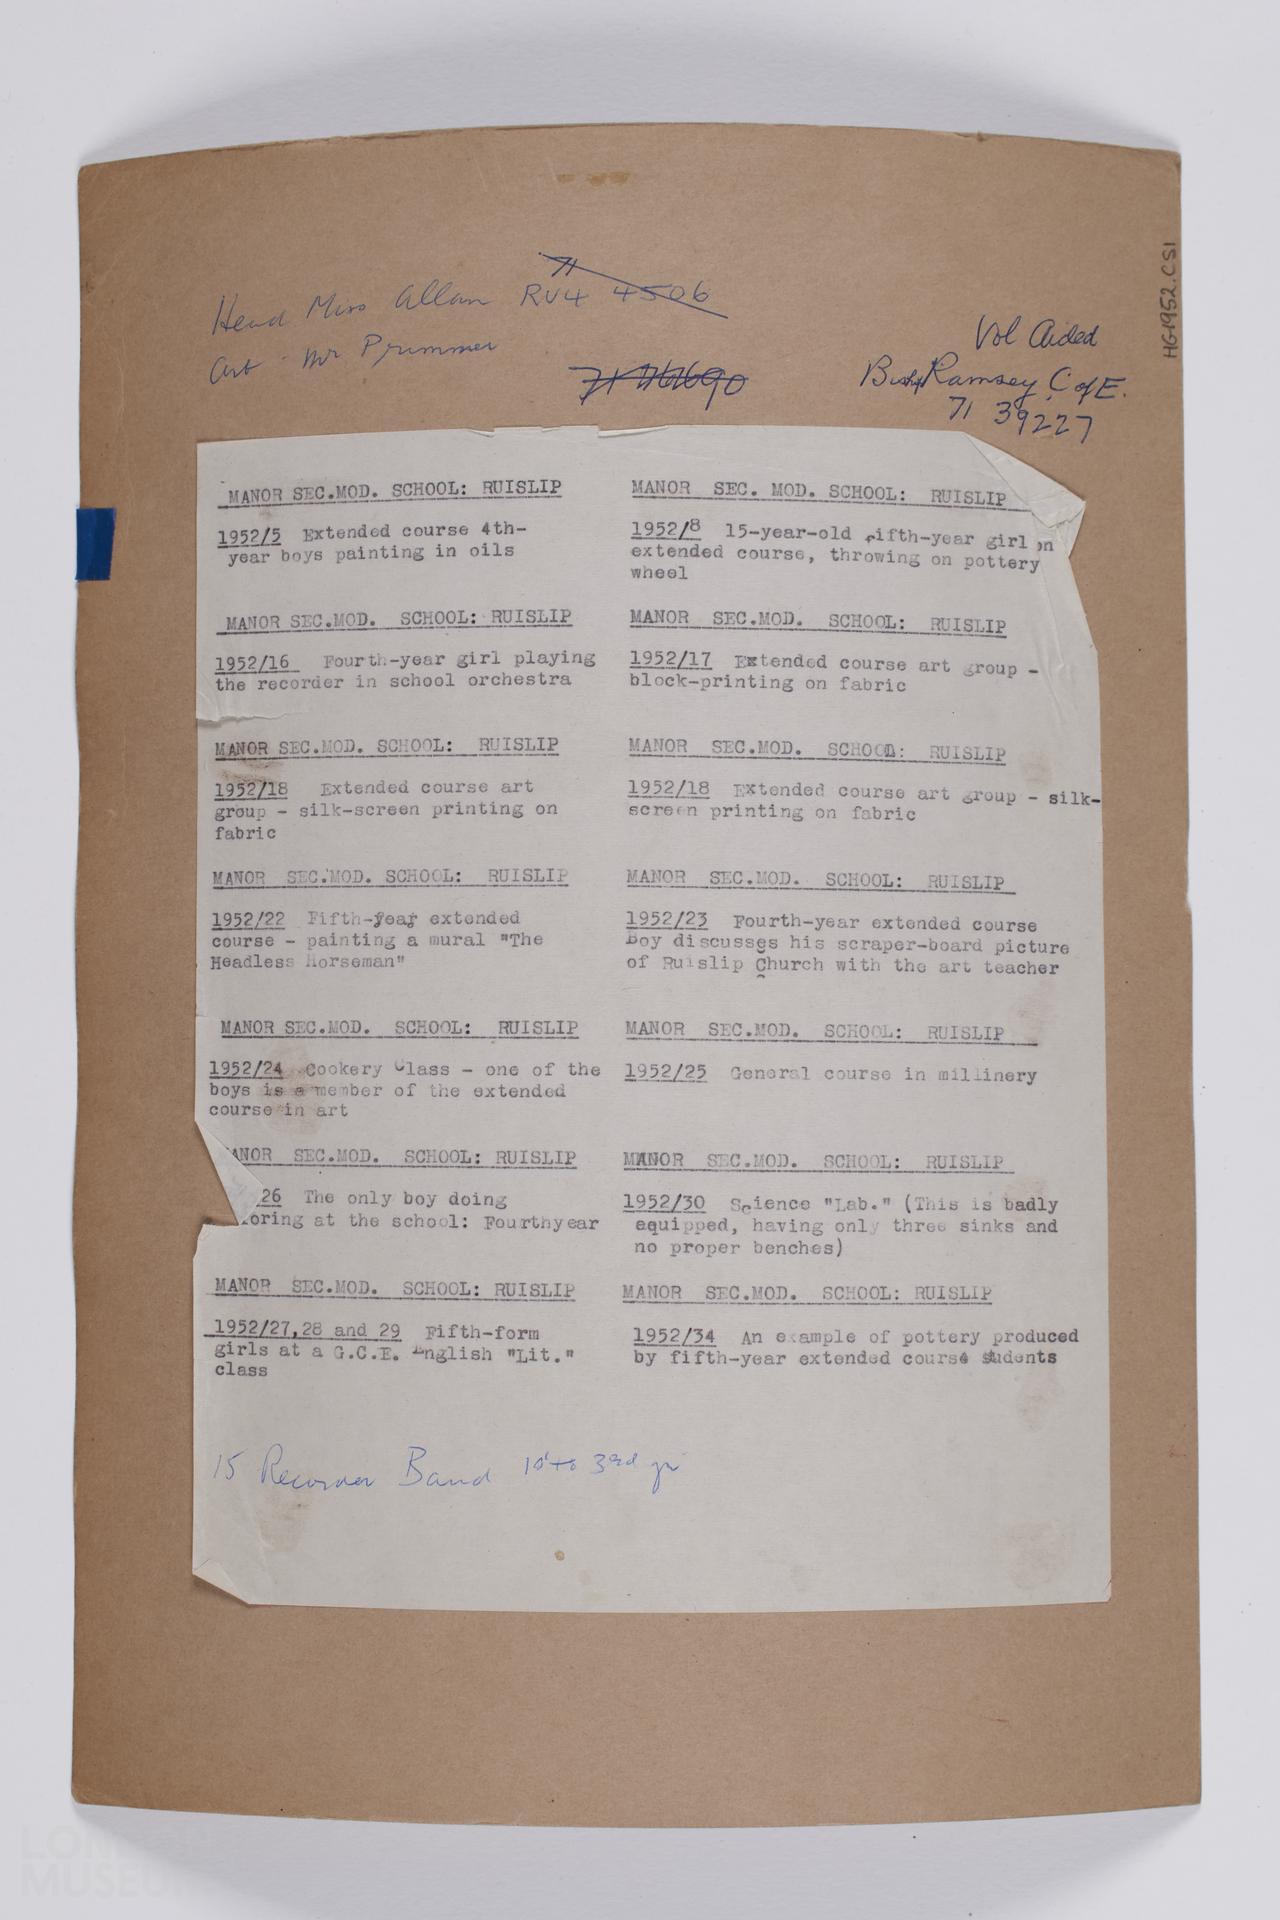 HG1952.CS1
Head Miss Allan RU4 4506
71
Art - Mr Prummer
Vol Aided
Ramsey C of E.
71 39227
MANOR SEC.MOD. SCHOOL: RUISLIP
1952/5 Extended course 4th-
year boys painting in oils
MANOR SEC.MOD. SCHOOL: RUISLIP
1952/16 Fourth-year girl playing
the recorder in school orchestra
MANOR SEC.MOD. SCHOOL: RUISLIP
1952/18 Extended course art
group - silk-screen printing on
fabric
MANOR SEC.MOD. SCHOOL: RUISLIP
1952/22 Fifth-year extended
course - painting a mural "The
Headless Horseman"
MANOR SEC.MOD. SCHOOL: RUISLIP
1952/24 Cookery Class - one of the
boys is a member of the extended
course in art
ANOR SEC.MOD. SCHOOL: RUISLIP
26 The only boy doing
oring at the school: Fourthyear
MANOR SEC.MOD. SCHOOL: RUISLIP
1952/27,28 and 29 Fifth-form
girls at a G.C.E. English "Lit."
class
MANOR SEC. MOD. SCHOOL: RUISLIP
1952/8 15-year-old fifth-year girl on
extended course, throwing on pottery
wheel
MANOR SEC.MOD. SCHOOL: RUISLIP
1952/17 Extended course art group -
block-printing on fabric
MANOR SEC.MOD. SCHOOL: RUISLIP
1952/18 Extended course art group - silk-
screen printing on fabric
MANOR SEC.MOD. SCHOOL: RUISLIP
1952/23 Fourth-year extended course
Boy discusses his scraper-board picture
of Ruislip Church with the art teacher
MANOR SEC.MOD. SCHOOL: RUISLIP
1952/25 General course in millinery
MANOR SEC.MOD. SCHOOL: RUISLIP
1952/30 Science "Lab." (This is badly
equipped, having only three sinks and
no proper benches)
MANOR SEC.MOD. SCHOOL: RUISLIP
1952/34 An example of pottery produced
by fifth-year extended course students
15 Recorder Band 1st to 3rd yr
LONDON
MUSEUM